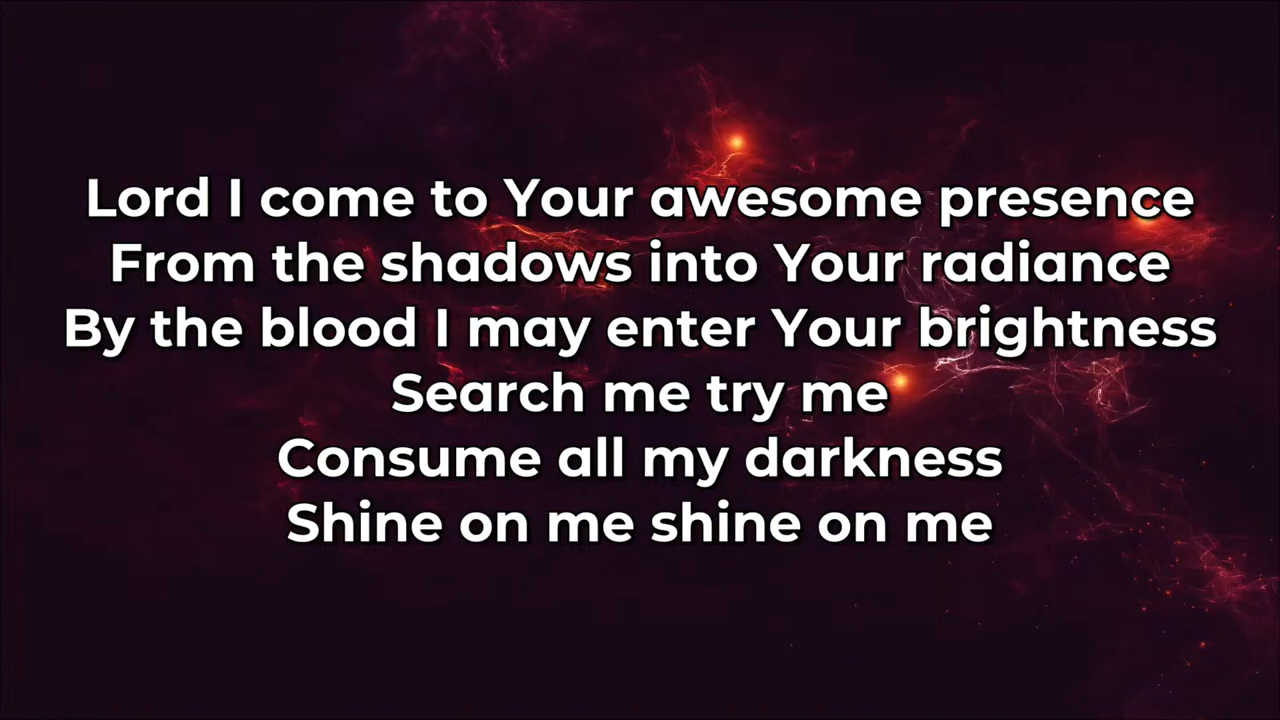 Lord I come to Your awesome presence
From the shadows into Your radiance
By the blood I may enter Your brightness
Search me try me
Consume all my darkness
Shine on me shine on me